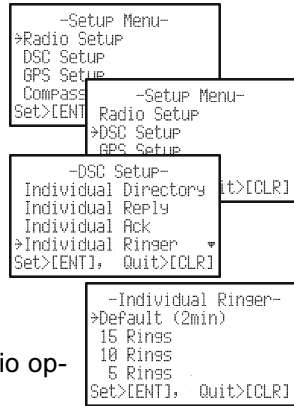 -Setup Menu-
→Radio Setup
DSC Setup
GPS Setup
Compass
Set>[ENT
-Setup Menu-
Radio Setup
→DSC Setup
GPS Setup
it>[CLR]
-DSC Setup-
Individual Directory
Individual Reply
Individual Ack
→Individual Ringer ▼
Set>[ENT], Quit>[CLR]
-Individual Ringer-
→Default (2min)
15 Rings
10 Rings
5 Rings
Set>[ENT], Quit>[CLR]
io op-